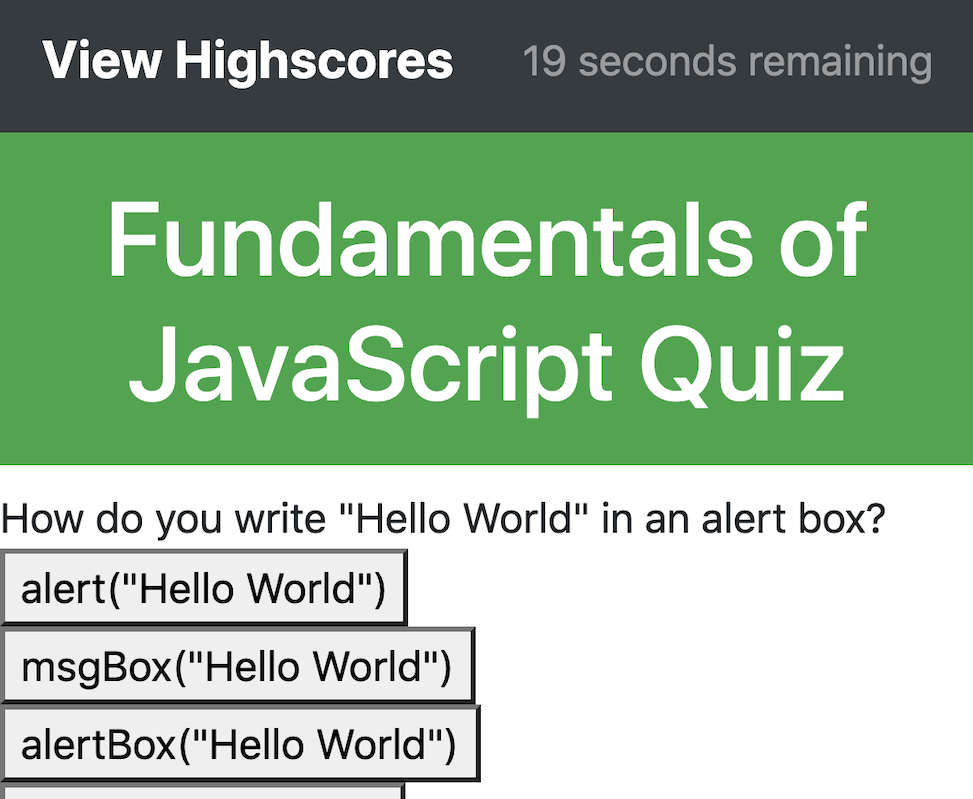 View Highscores 19 seconds remaining
Fundamentals of
JavaScript Quiz
How do you write "Hello World" in an alert box?
alert("Hello World")
msgBox("Hello World")
alertBox("Hello World")